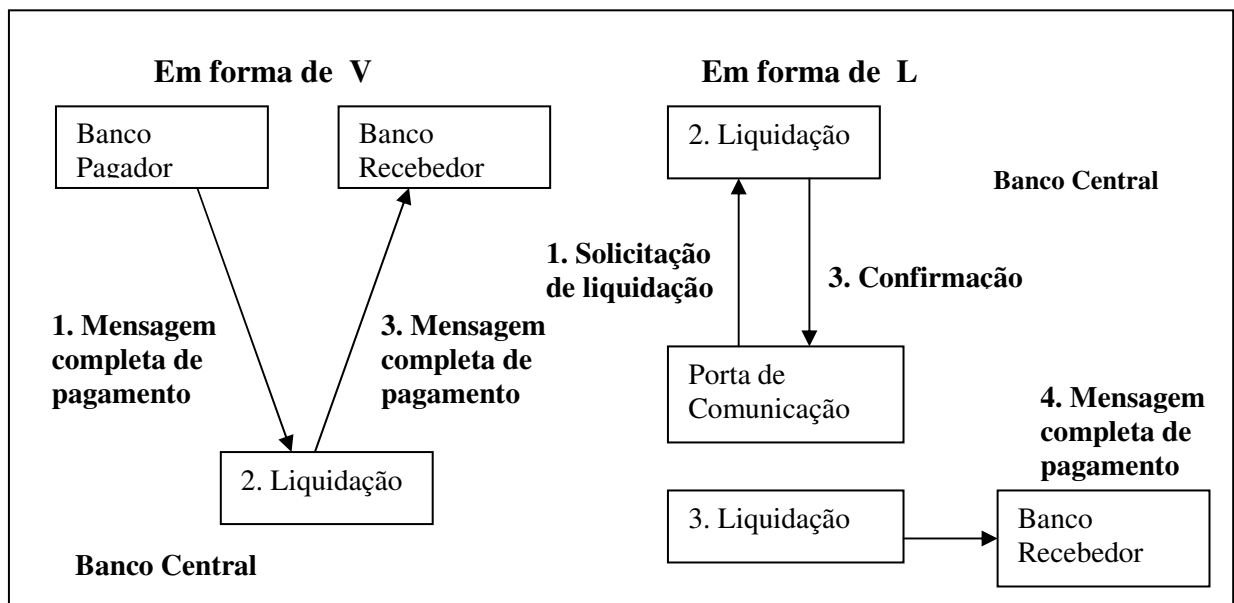 Em forma de V
Banco
Pagador
Banco
Recebedor
1. Mensagem
completa de
pagamento
3. Mensagem
completa de
pagamento
2. Liquidação
Banco Central
Em forma de L
2. Liquidação
Banco Central
1. Solicitação
de liquidação
3. Confirmação
Porta de
Comunicação
4. Mensagem
completa de
pagamento
3. Liquidação
Banco
Recebedor